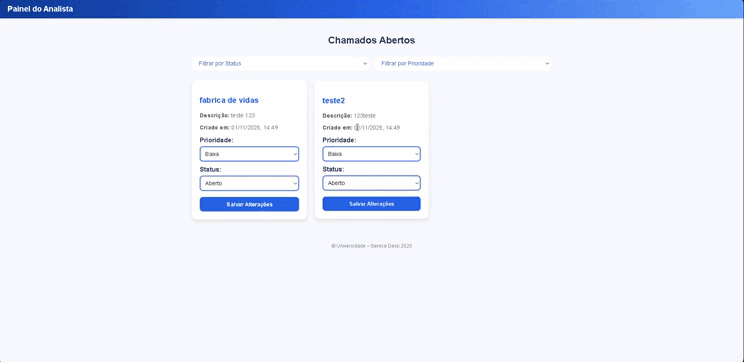 Painel do Analista
Chamados Abertos
Filtrar por Status
Filtrar por Prioridade
fabrica de vidas
Descrição: teste 123
Criado em: 01/11/2025, 14:49
Prioridade:
Baixa
Status:
Aberto
Salvar Alterações
teste2
Descrição: 123teste
Criado em: /11/2025, 14:49
Prioridade:
Baixa
Status:
Aberto
Salvar Alterações
© Universidade – Service Desk 2025